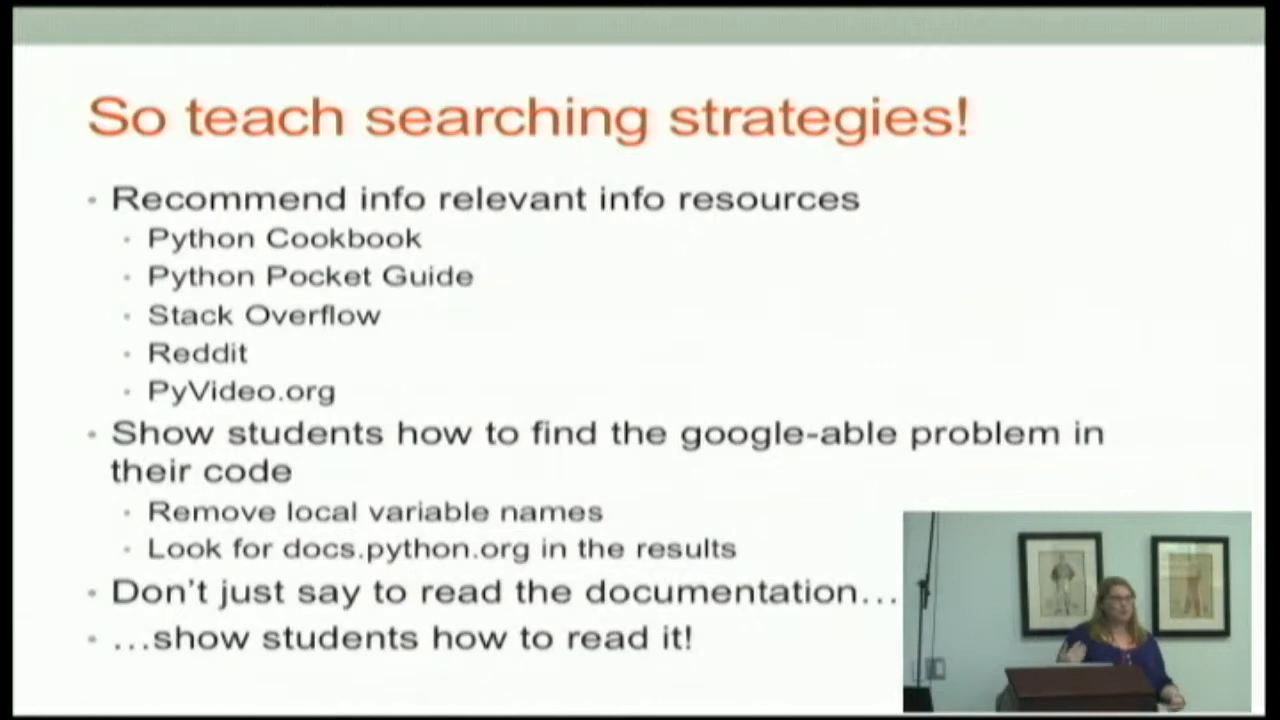 So teach searching strategies!
• Recommend info relevant info resources
• Python Cookbook
• Python Pocket Guide
• Stack Overflow
• Reddit
• PyVideo.org
• Show students how to find the google-able problem in
their code
• Remove local variable names
• Look for docs.python.org in the results
• Don't just say to read the documentation…
• …show students how to read it!